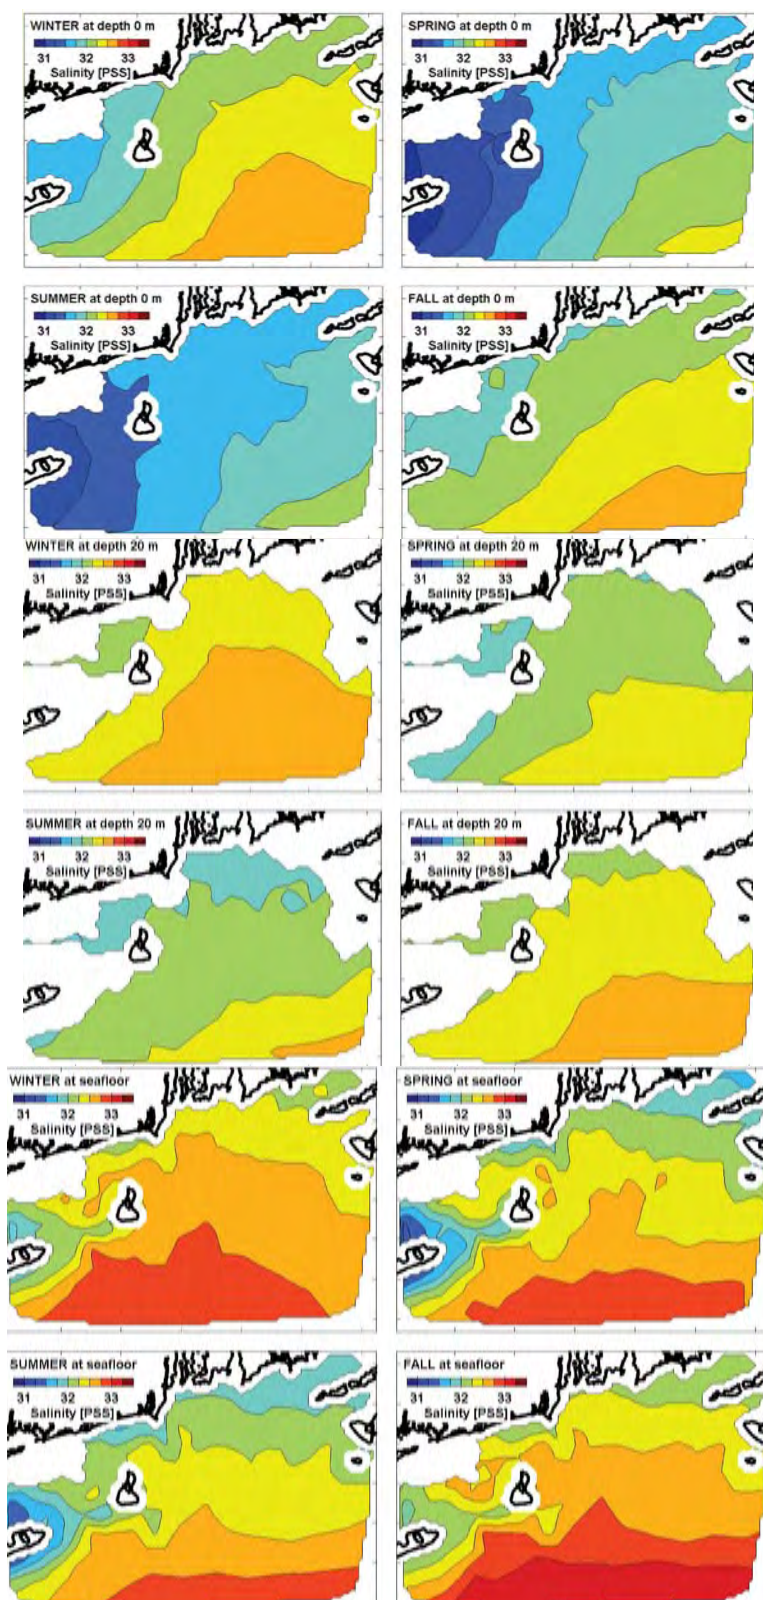 WINTER at depth 0 m
31 32 33
Salinity [PSS]
SPRING at depth 0 m
31 32 33
Salinity [PSS]
SUMMER at depth 0 m
31 32 33
Salinity [PSS]
FALL at depth 0 m
31 32 33
Salinity [PSS]
WINTER at depth 20 m
31 32 33
Salinity [PSS]
SPRING at depth 20 m
31 32 33
Salinity [PSS]
SUMMER at depth 20 m
31 32 33
Salinity [PSS]
FALL at depth 20 m
31 32 33
Salinity [PSS]
WINTER at seafloor
31 32 33
Salinity [PSS]
SPRING at seafloor
31 32 33
Salinity [PSS]
SUMMER at seafloor
31 32 33
Salinity [PSS]
FALL at seafloor
31 32 33
Salinity [PSS]